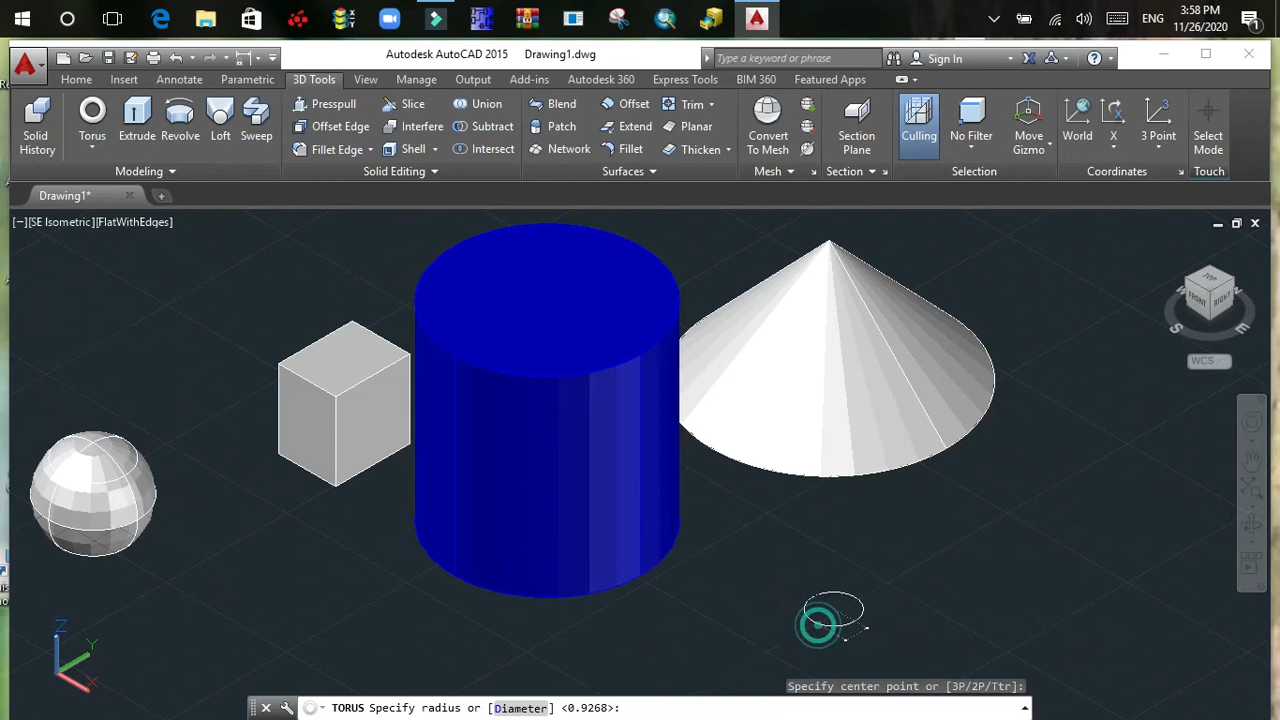 3:58 PM
ENG
11/26/2020
Autodesk AutoCAD 2015 Drawing1.dwg
Type a keyword or phrase
Sign In
Home Insert Annotate Parametric 3D Tools View Manage Output Add-ins Autodesk 360 Express Tools BIM 360 Featured Apps
Presspull Slice Union Blend Offset Trim
Offset Edge Interfere Subtract Patch Extend Planar
Solid History Torus Extrude Revolve Loft Sweep
Fillet Edge Shell Intersect Network Fillet Thicken
Convert To Mesh Section Plane Culling No Filter Move Gizmo World X 3 Point Select Mode
Modeling Solid Editing Surfaces Mesh Section Selection Coordinates Touch
Drawing1*
[−][SE Isometric][FlatWithEdges]
TOP
FRONT RIGHT
S E
WCS
Z
Y
X
Specify center point or [3P/2P/Ttr]:
TORUS Specify radius or [Diameter] <0.9268>: